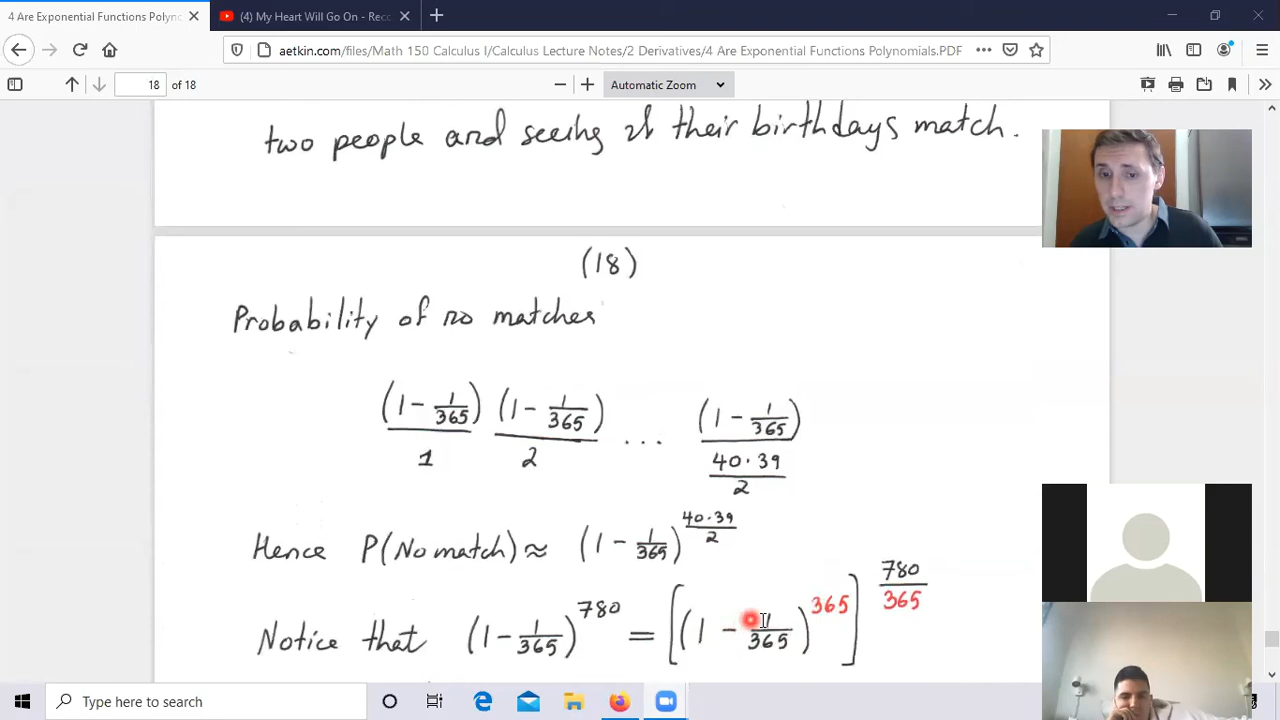 4 Are Exponential Functions Polyn
(4) My Heart Will Go On - Reco
aetkin.com/files/Math 150 Calculus I/Calculus Lecture Notes/2 Derivatives/4 Are Exponential Functions Polynomials.PDF
18 of 18
Automatic Zoom
two people and seeing if their birthdays match.
(18)
Probability of no matches
(1 - 1/365)/1 (1 - 1/365)/2 ... (1 - 1/365)/(40·39/2)
Hence P(No match) ≈ (1 - 1/365)^(40·39/2)
Notice that (1 - 1/365)^780 = [(1 - 1/365)^365]^(780/365)
Type here to search